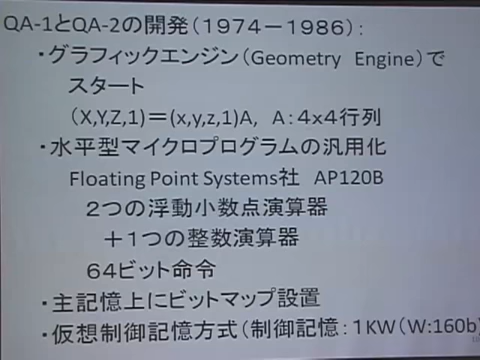 QA-1とQA-2の開発（１９７４－１９８６）：
・グラフィックエンジン（Geometry Engine）で
スタート
（X,Y,Z,1）＝（x,y,z,1）A, A：４x４行列
・水平型マイクロプログラムの汎用化
Floating Point Systems社 AP120B
２つの浮動小数点演算器
＋１つの整数演算器
６４ビット命令
・主記憶上にビットマップ設置
・仮想制御記憶方式（制御記憶：１KW（W:160b）